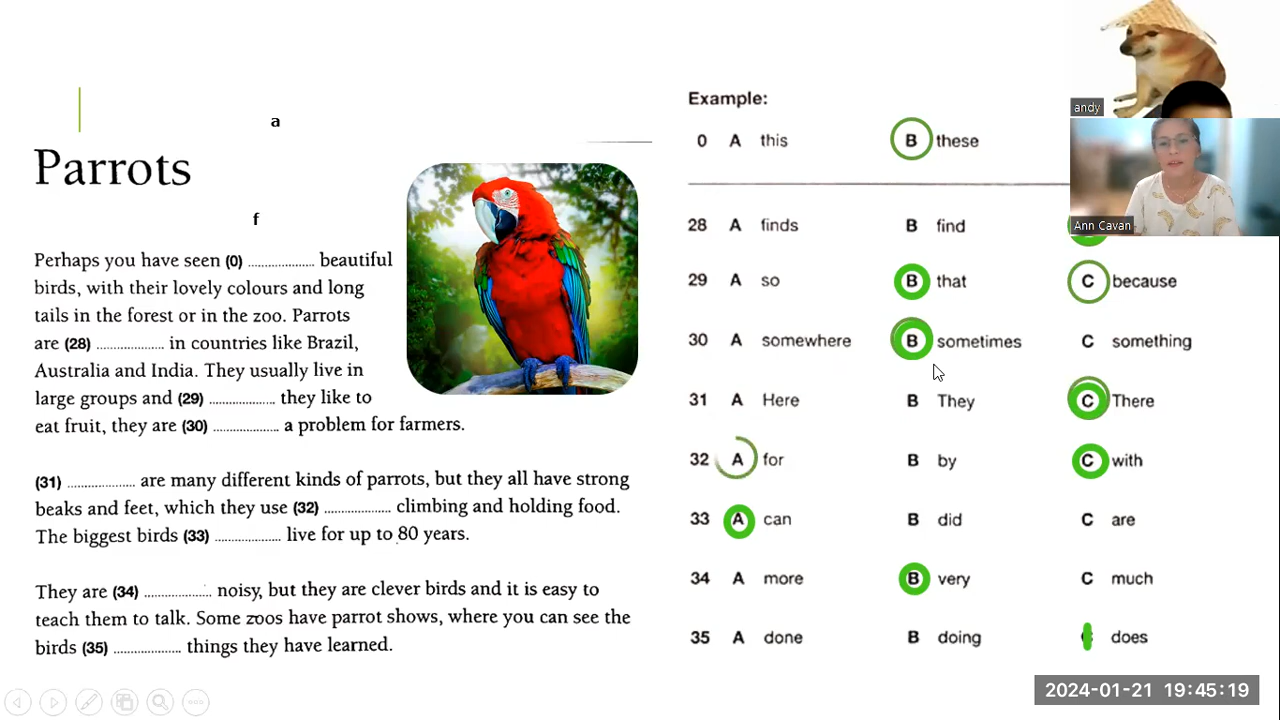 a
Parrots
f
Perhaps you have seen (0) .................... beautiful
birds, with their lovely colours and long
tails in the forest or in the zoo. Parrots
are (28) .................... in countries like Brazil,
Australia and India. They usually live in
large groups and (29) .................... they like to
eat fruit, they are (30) .................... a problem for farmers.
(31) .................... are many different kinds of parrots, but they all have strong
beaks and feet, which they use (32) .................... climbing and holding food.
The biggest birds (33) .................... live for up to 80 years.
They are (34) .................... noisy, but they are clever birds and it is easy to
teach them to talk. Some zoos have parrot shows, where you can see the
birds (35) .................... things they have learned.
Example:
0 A this B these
28 A finds B find
29 A so B that C because
30 A somewhere B sometimes C something
31 A Here B They C There
32 A for B by C with
33 A can B did C are
34 A more B very C much
35 A done B doing does
andy
Ann Cavan
2024-01-21 19:45:19